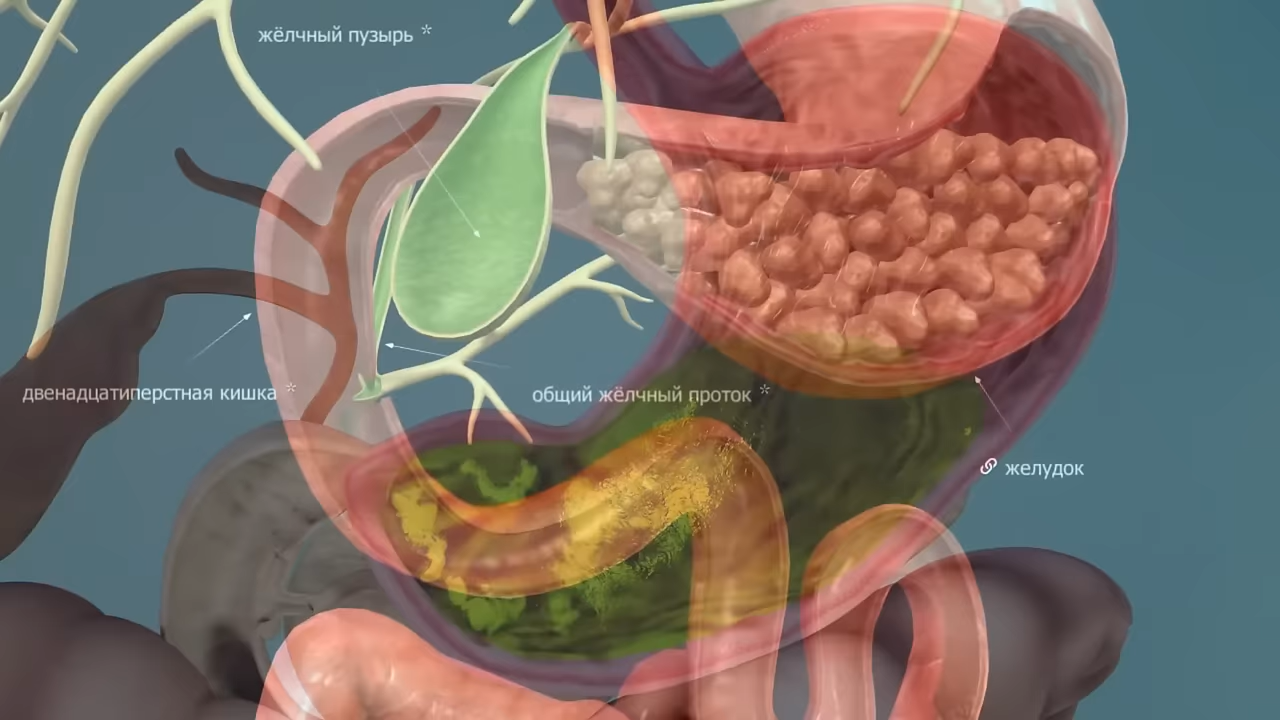 жёлчный пузырь *
двенадцатиперстная кишка *
общий жёлчный проток *
желудок